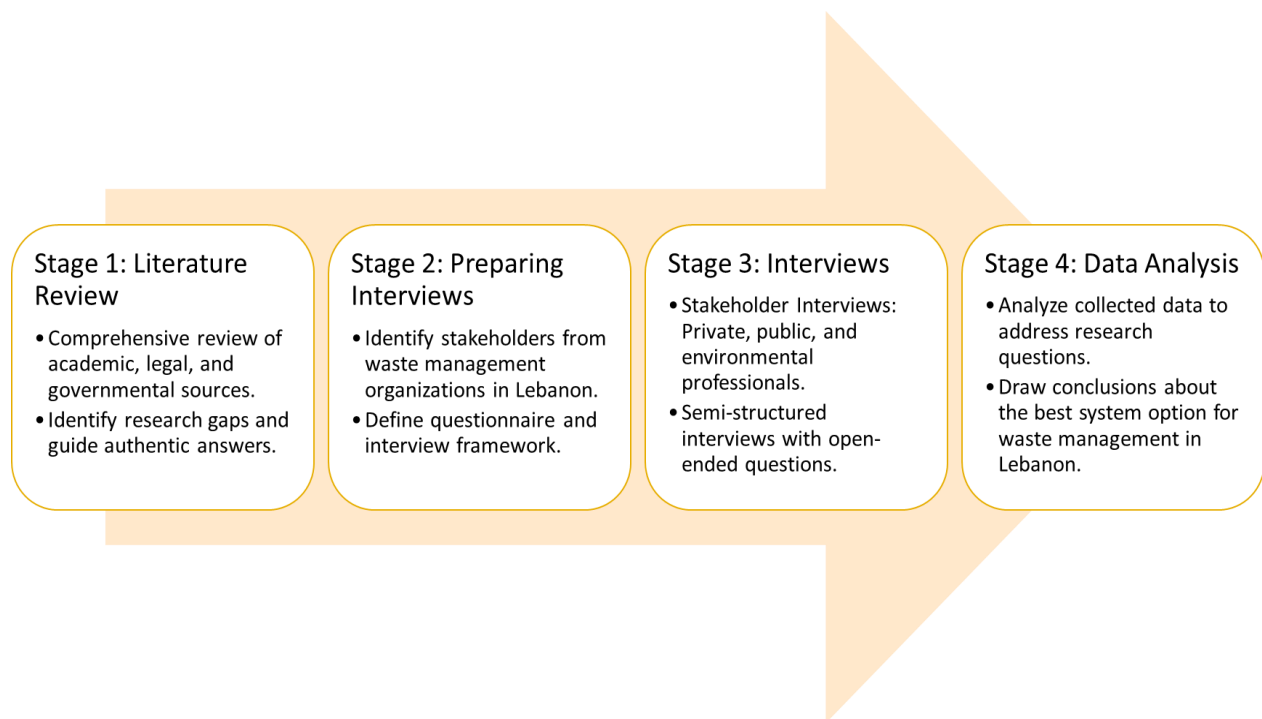 Stage 1: Literature
Review
•Comprehensive review of
academic, legal, and
governmental sources.
•Identify research gaps and
guide authentic answers.
Stage 2: Preparing
Interviews
•Identify stakeholders from
waste management
organizations in Lebanon.
•Define questionnaire and
interview framework.
Stage 3: Interviews
•Stakeholder Interviews:
Private, public, and
environmental
professionals.
•Semi-structured
interviews with open-
ended questions.
Stage 4: Data Analysis
•Analyze collected data to
address research
questions.
•Draw conclusions about
the best system option for
waste management in
Lebanon.